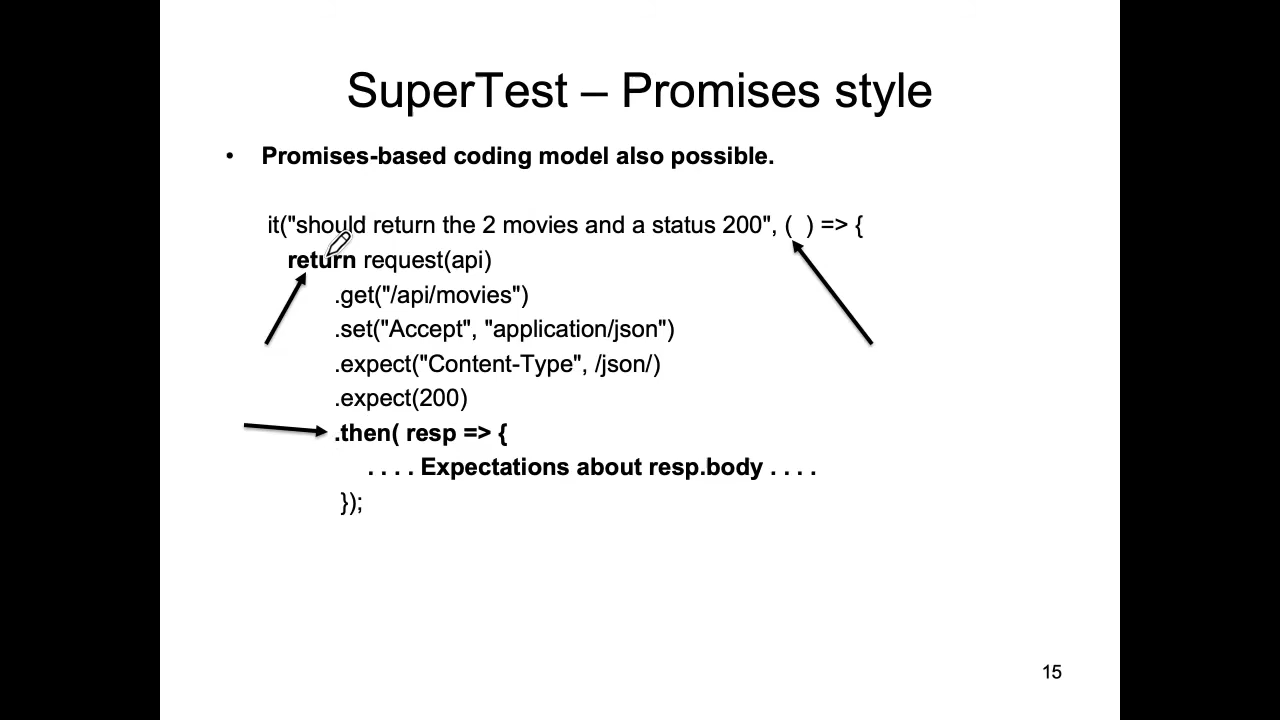 SuperTest – Promises style
• Promises-based coding model also possible.
it("should return the 2 movies and a status 200", ( ) => {
return request(api)
.get("/api/movies")
.set("Accept", "application/json")
.expect("Content-Type", /json/)
.expect(200)
.then( resp => {
. . . . Expectations about resp.body . . . .
});
15